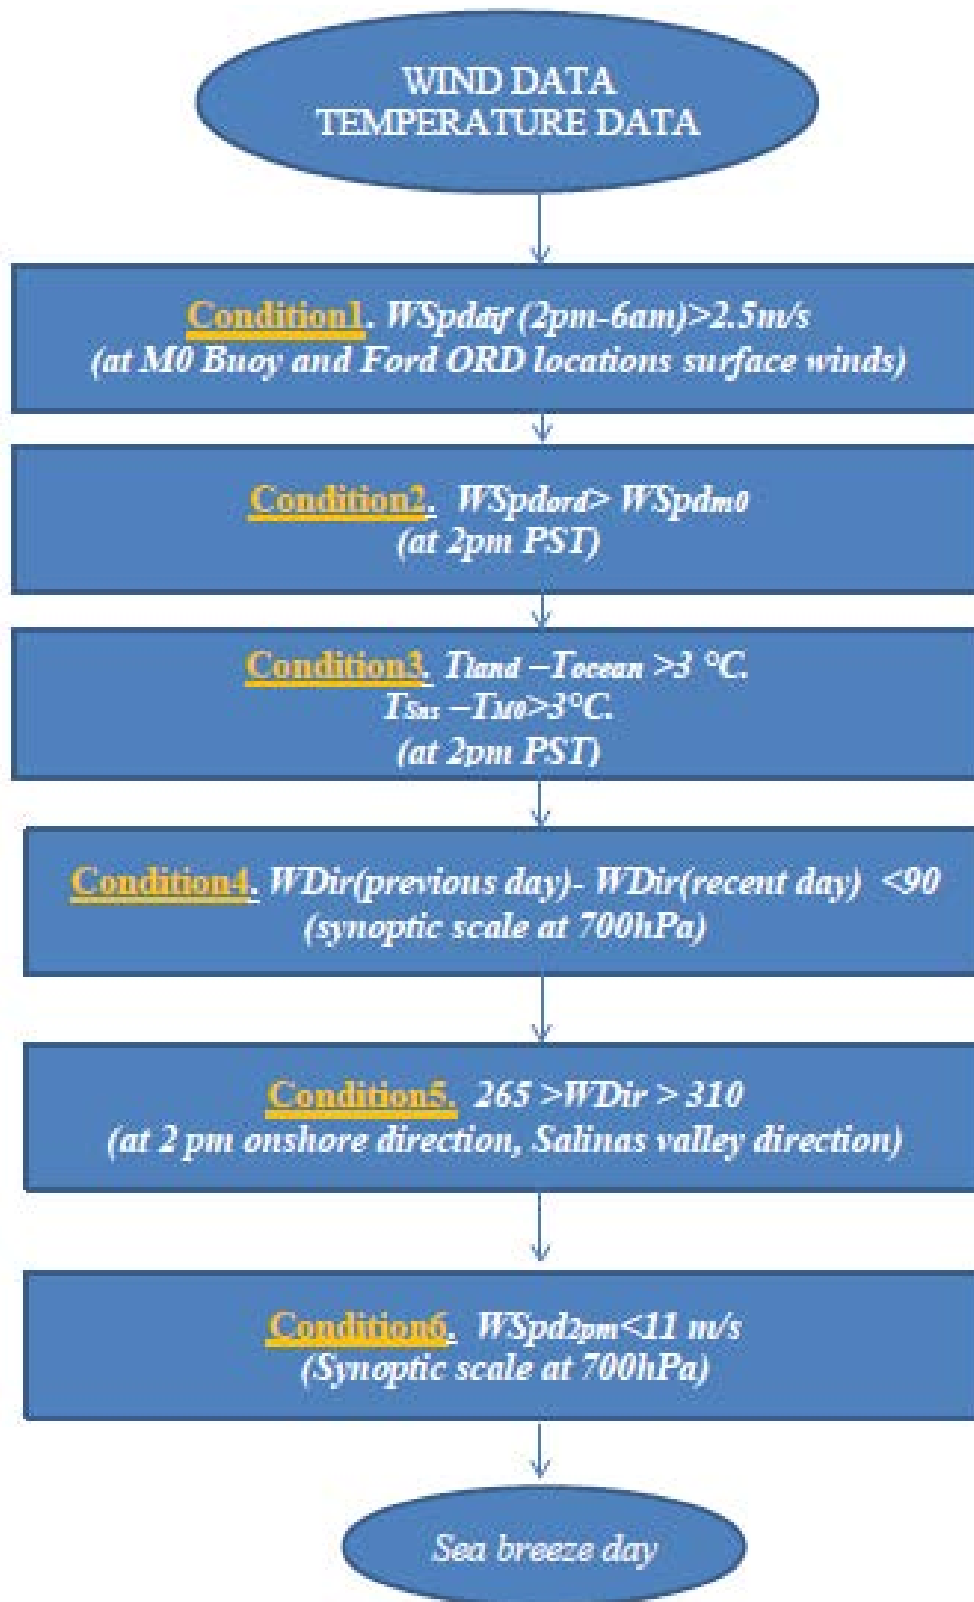 WIND DATA
TEMPERATURE DATA
Condition1. WSpddif (2pm-6am)>2.5m/s
(at M0 Buoy and Ford ORD locations surface winds)
Condition2. WSpdord> WSpdm0
(at 2pm PST)
Condition3. Tland –Tocean >3 °C.
TSns –TM0>3°C.
(at 2pm PST)
Condition4. WDir(previous day)- WDir(recent day) <90
(synoptic scale at 700hPa)
Condition5. 265 >WDir > 310
(at 2 pm onshore direction, Salinas valley direction)
Condition6. WSpd2pm<11 m/s
(Synoptic scale at 700hPa)
Sea breeze day